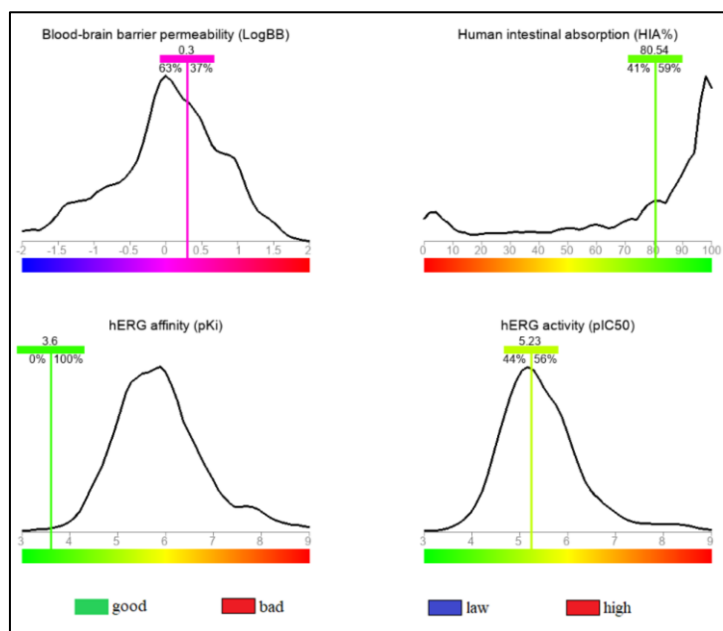 Blood-brain barrier permeability (LogBB)
0.3
63% 37%
-2 -1.5 -1 -0.5 0 0.5 1 1.5 2
Human intestinal absorption (HIA%)
80.54
41% 59%
0 10 20 30 40 50 60 70 80 90 100
hERG affinity (pKi)
3.6
0% 100%
3 4 5 6 7 8 9
hERG activity (pIC50)
5.23
44% 56%
3 4 5 6 7 8 9
good bad law high